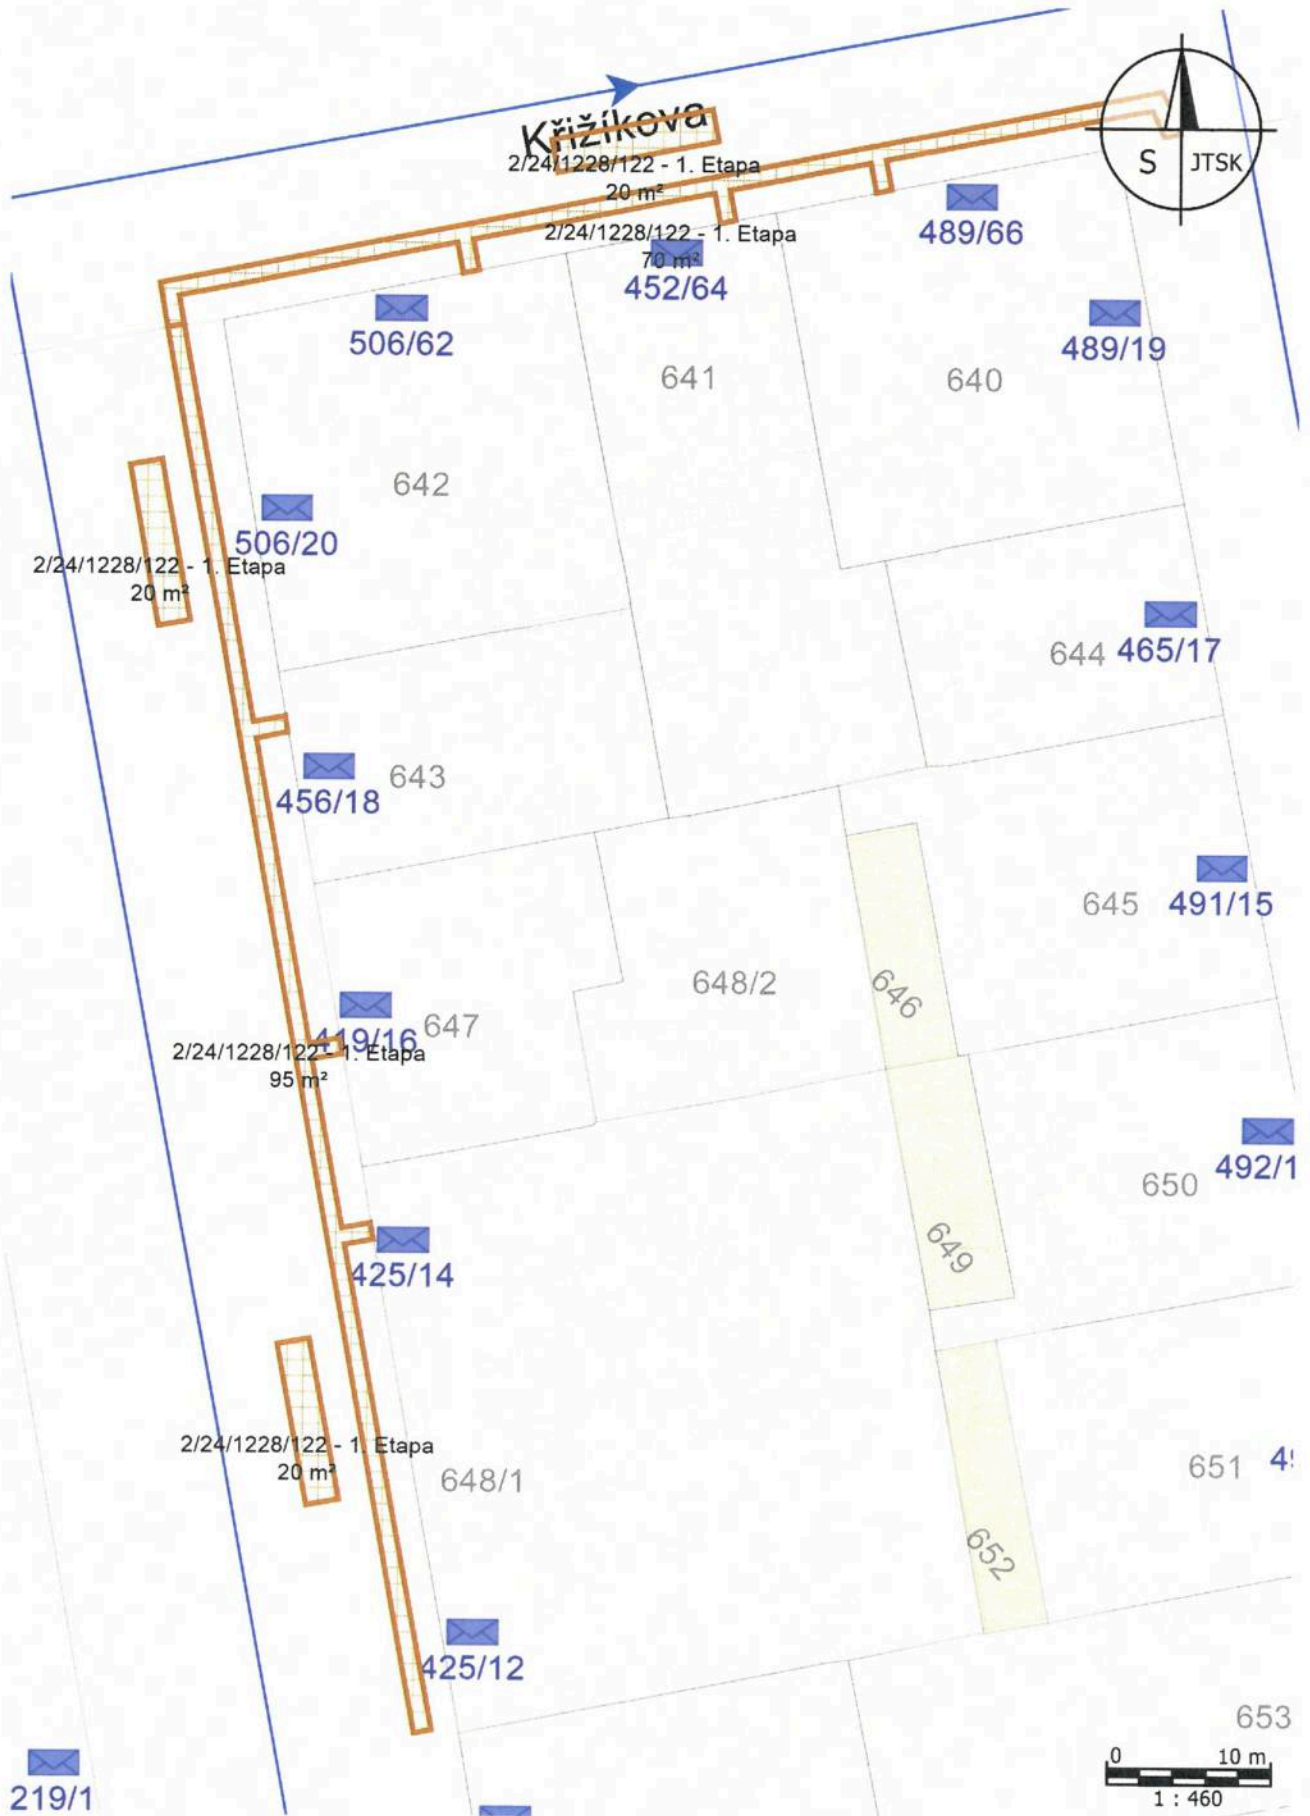 Křižíkova
2/24/1228/122 - 1. Etapa
20 m²
S JTSK
489/66
2/24/1228/122 - 1. Etapa
70 m²
452/64
506/62
489/19
641
640
642
506/20
2/24/1228/122 - 1. Etapa
20 m²
644
465/17
643
456/18
645
491/15
648/2
646
647
419/16
2/24/1228/122 - 1. Etapa
95 m²
650
492/1
649
425/14
2/24/1228/122 - 1. Etapa
20 m²
648/1
651
652
425/12
653
0 10 m
1 : 460
219/1